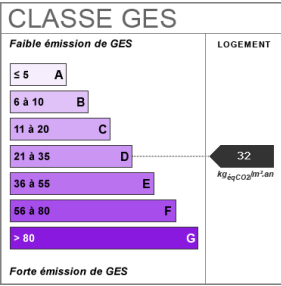 CLASSE GES
Faible émission de GES
LOGEMENT
≤ 5 A
6 à 10 B
11 à 20 C
21 à 35 D
32
kgéqCO2/m².an
36 à 55 E
56 à 80 F
> 80 G
Forte émission de GES